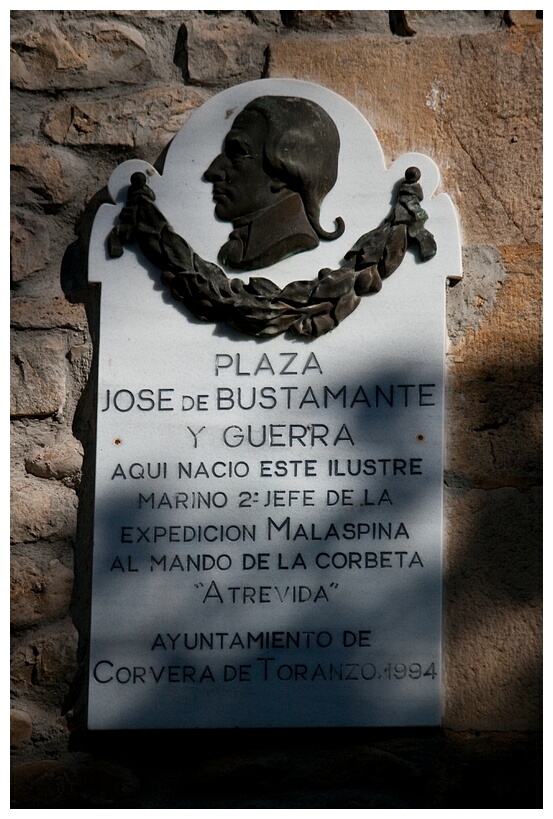 PLAZA
JOSE DE BUSTAMANTE
Y GUERRA
AQUI NACIO ESTE ILUSTRE
MARINO 2º JEFE DE LA
EXPEDICION MALASPINA
AL MANDO DE LA CORBETA
"ATREVIDA"
AYUNTAMIENTO DE
CORVERA DE TORANZO.1994